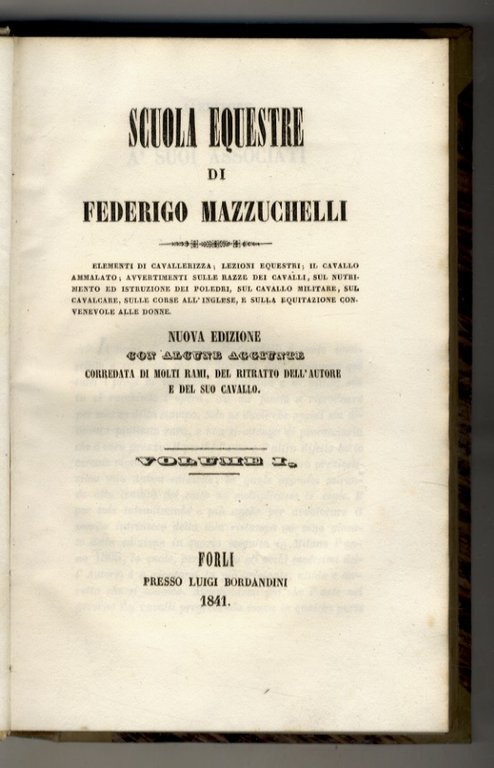 SCUOLA EQUESTRE
DI
FEDERIGO MAZZUCHELLI
ELEMENTI DI CAVALLERIZZA; LEZIONI EQUESTRI; IL CAVALLO
AMMALATO; AVVERTIMENTI SULLE RAZZE DEI CAVALLI, SUL NUTRI-
MENTO ED ISTRUZIONE DEI POLEDRI, SUL CAVALLO MILITARE, SUL
CAVALCARE, SULLE CORSE ALL'INGLESE, E SULLA EQUITAZIONE CON-
VENEVOLE ALLE DONNE.
NUOVA EDIZIONE
CON ALCUNE AGGIUNTE
CORREDATA DI MOLTI RAMI, DEL RITRATTO DELL'AUTORE
E DEL SUO CAVALLO.
VOLUME I.
FORLI
PRESSO LUIGI BORDANDINI
1841.